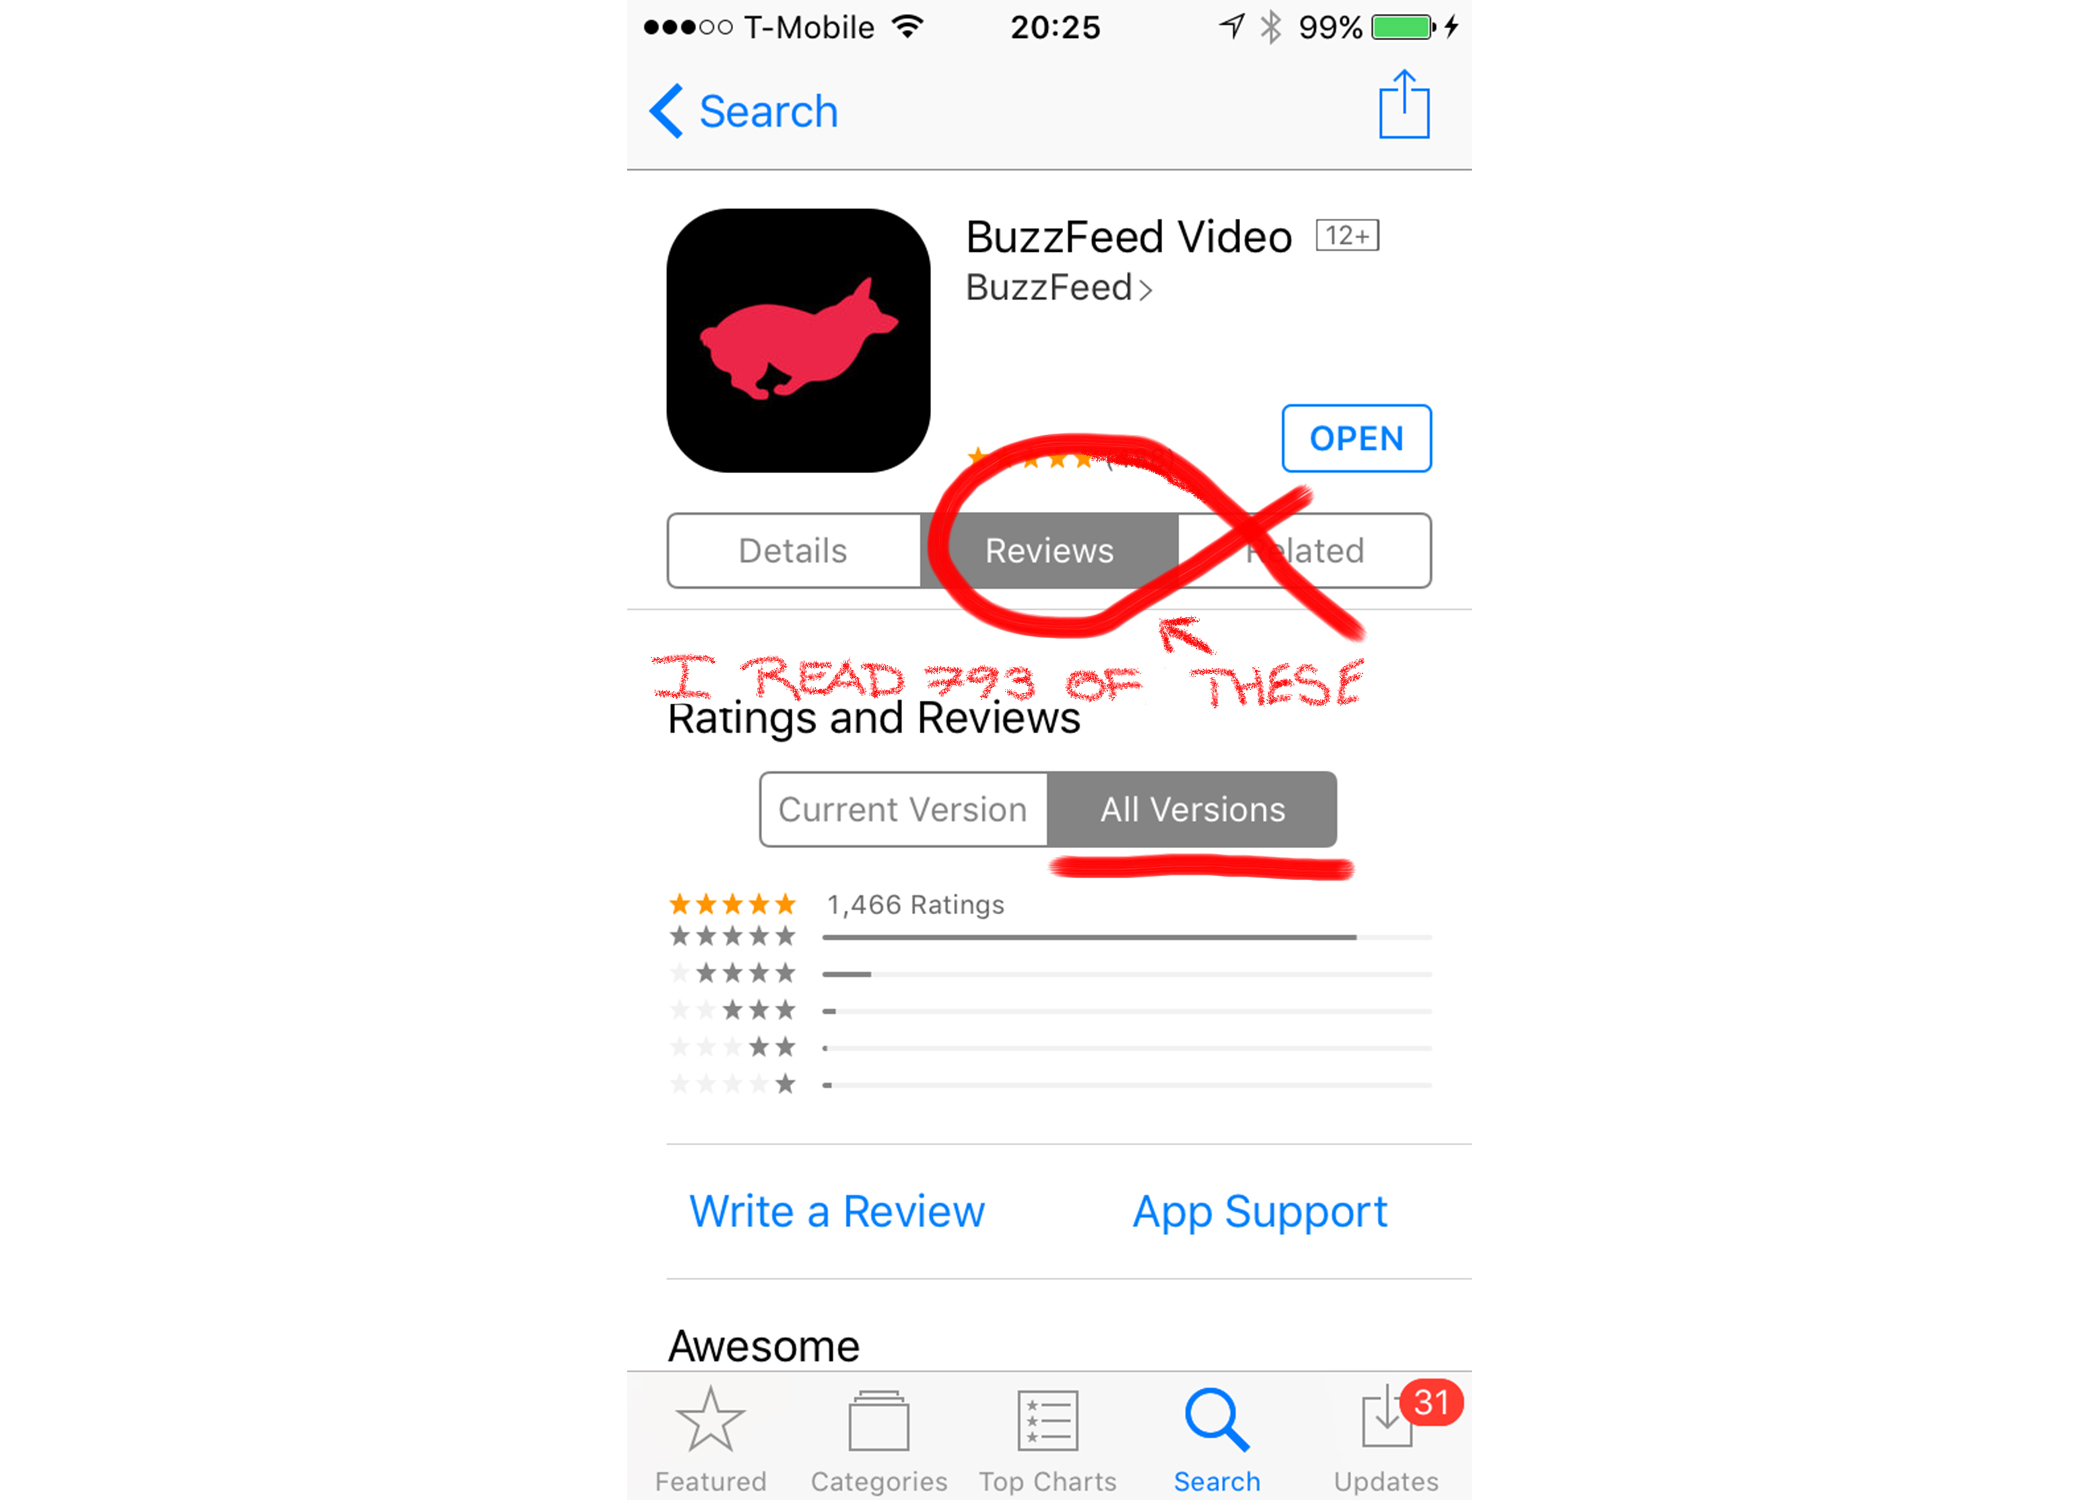 T-Mobile 20:25 99%
Search
BuzzFeed Video 12+
BuzzFeed
OPEN
Details Reviews Related
I READ 793 OF THESE
Ratings and Reviews
Current Version All Versions
1,466 Ratings
Write a Review App Support
Awesome
31
Featured Categories Top Charts Search Updates